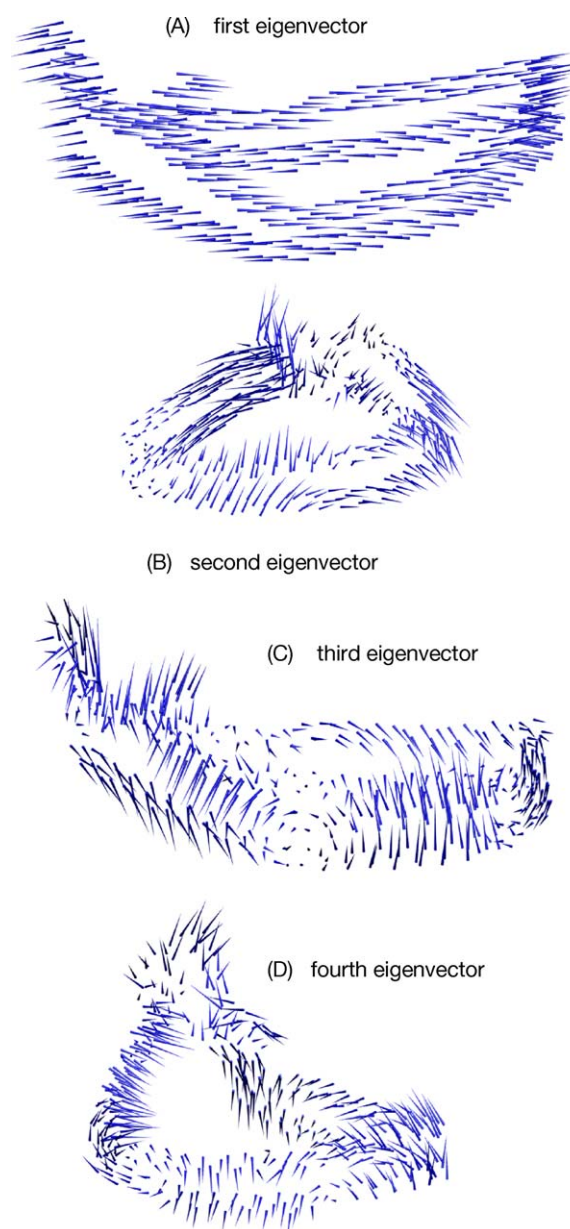 (A) first eigenvector
(B) second eigenvector
(C) third eigenvector
(D) fourth eigenvector